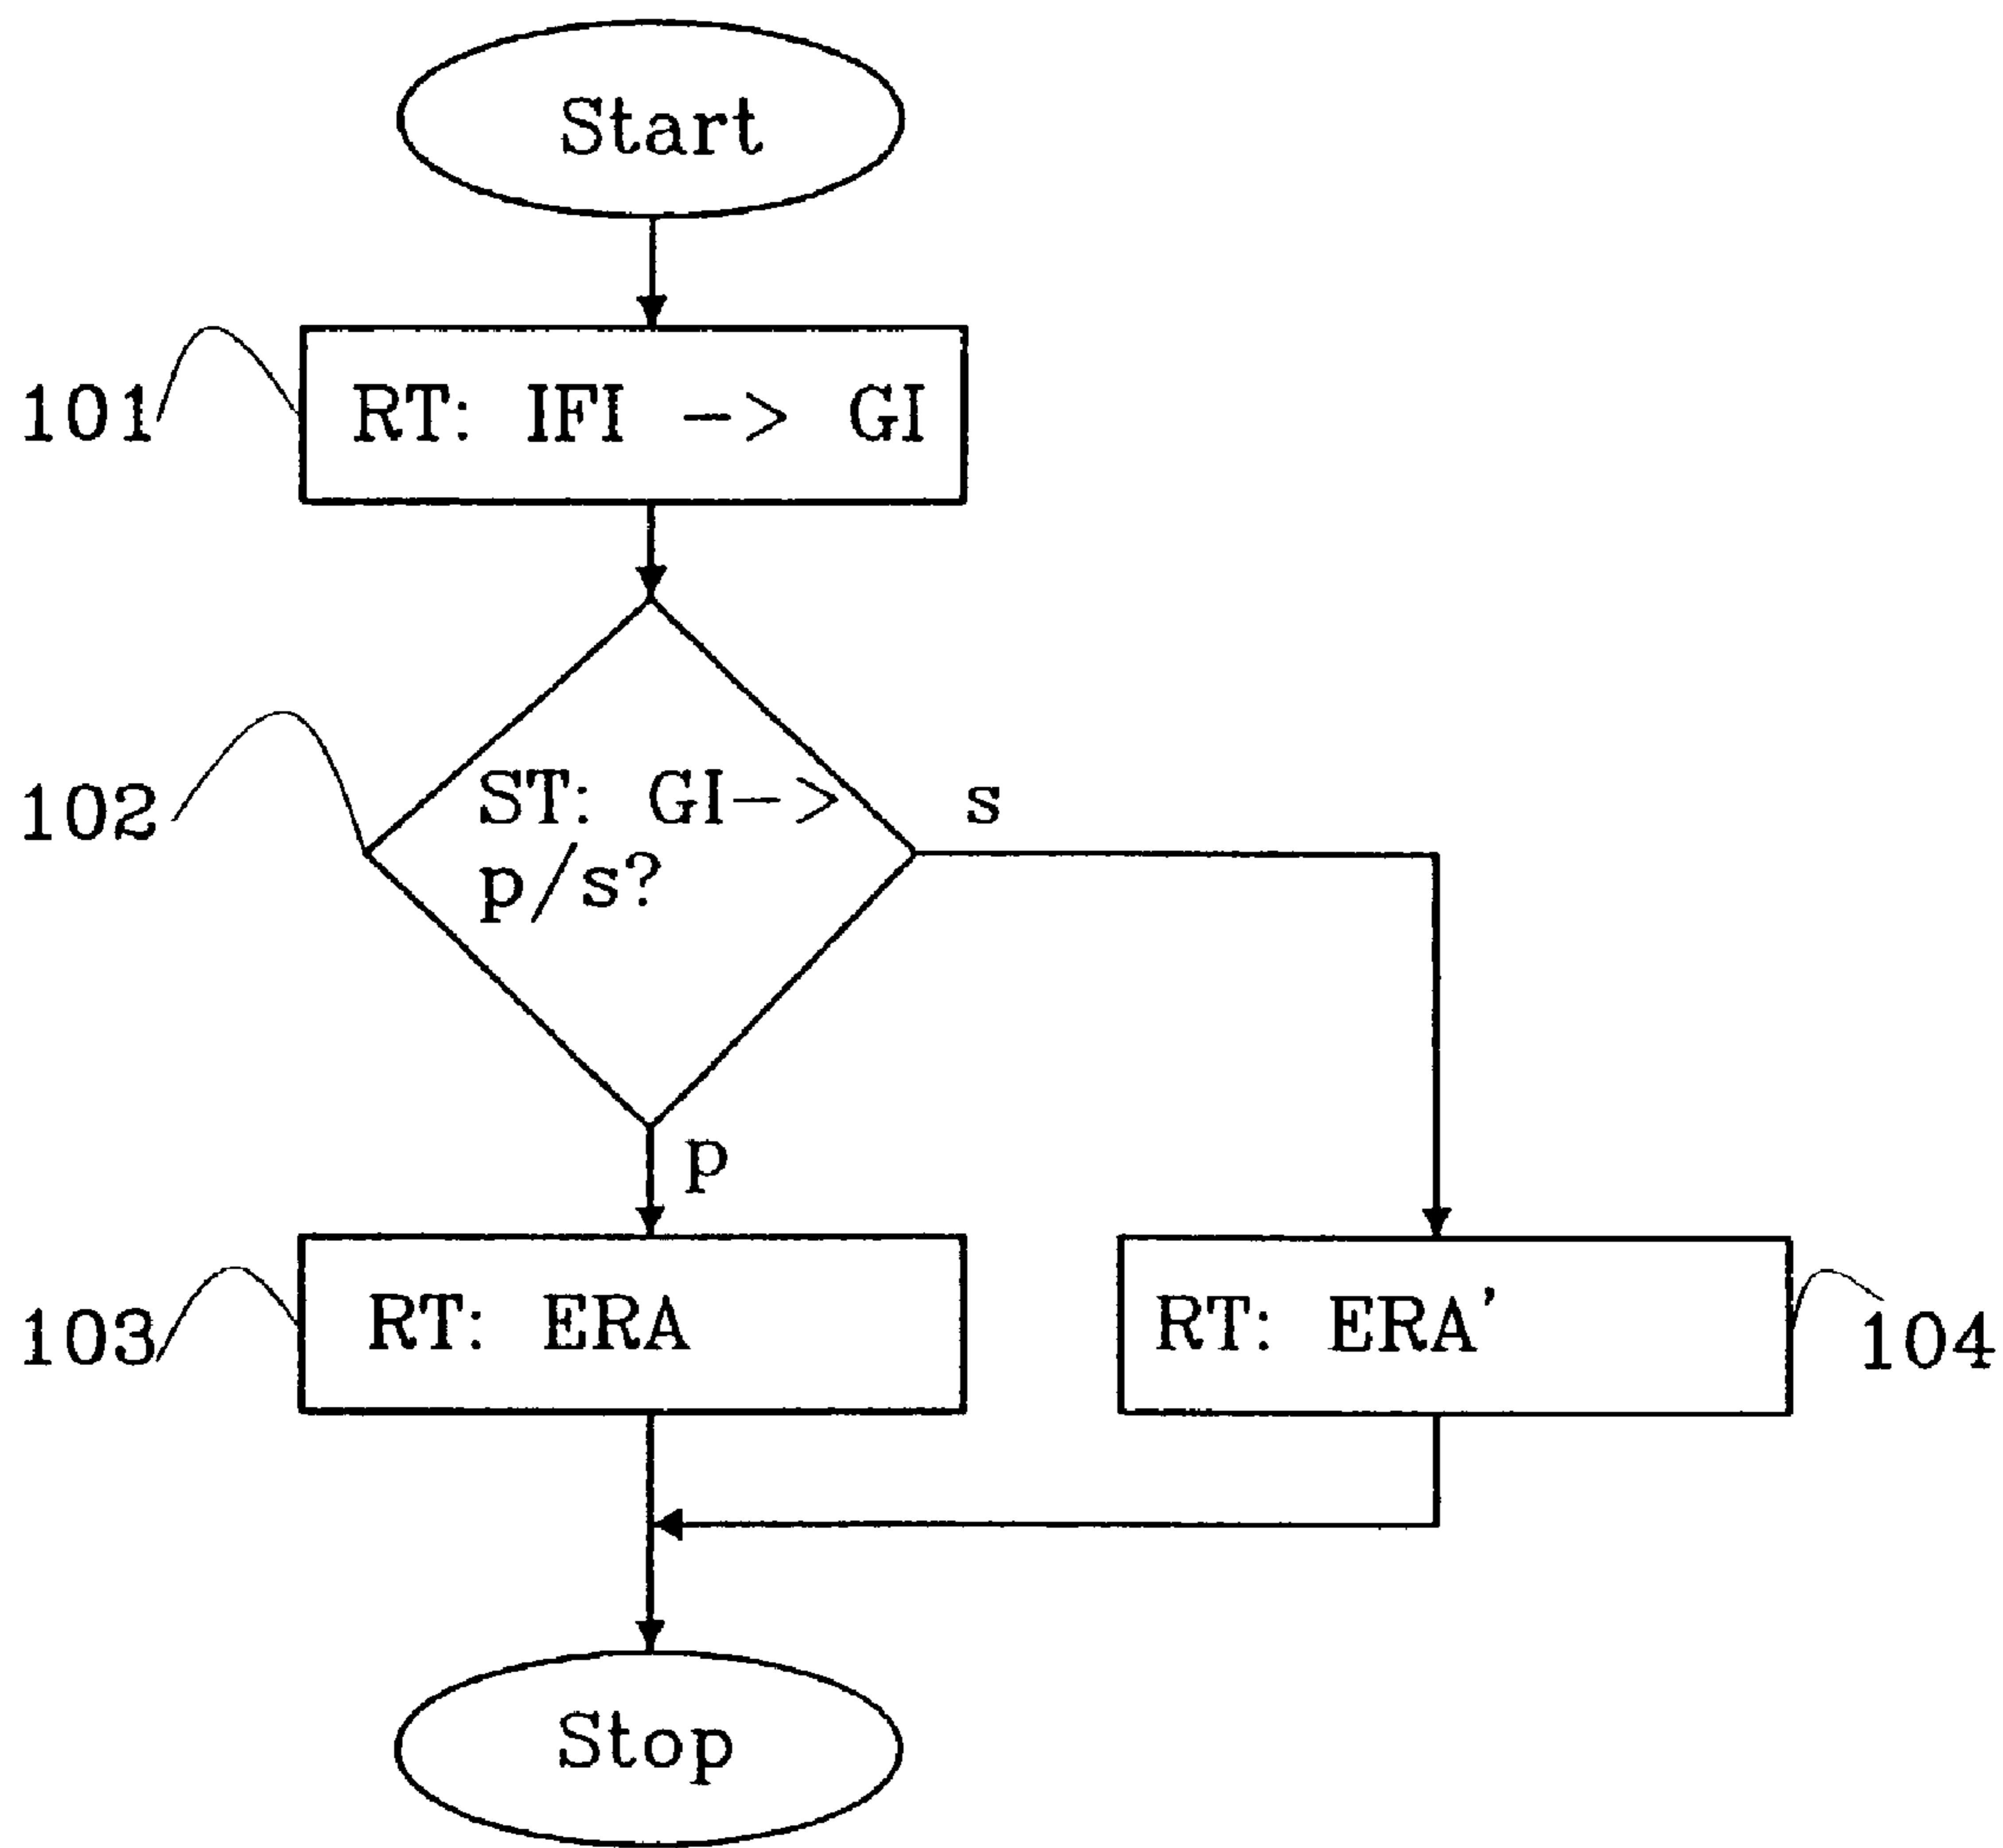 Start
101
RT: IFI -> GI
102
ST: GI->
p/s?
s
p
103
RT: ERA
RT: ERA'
104
Stop